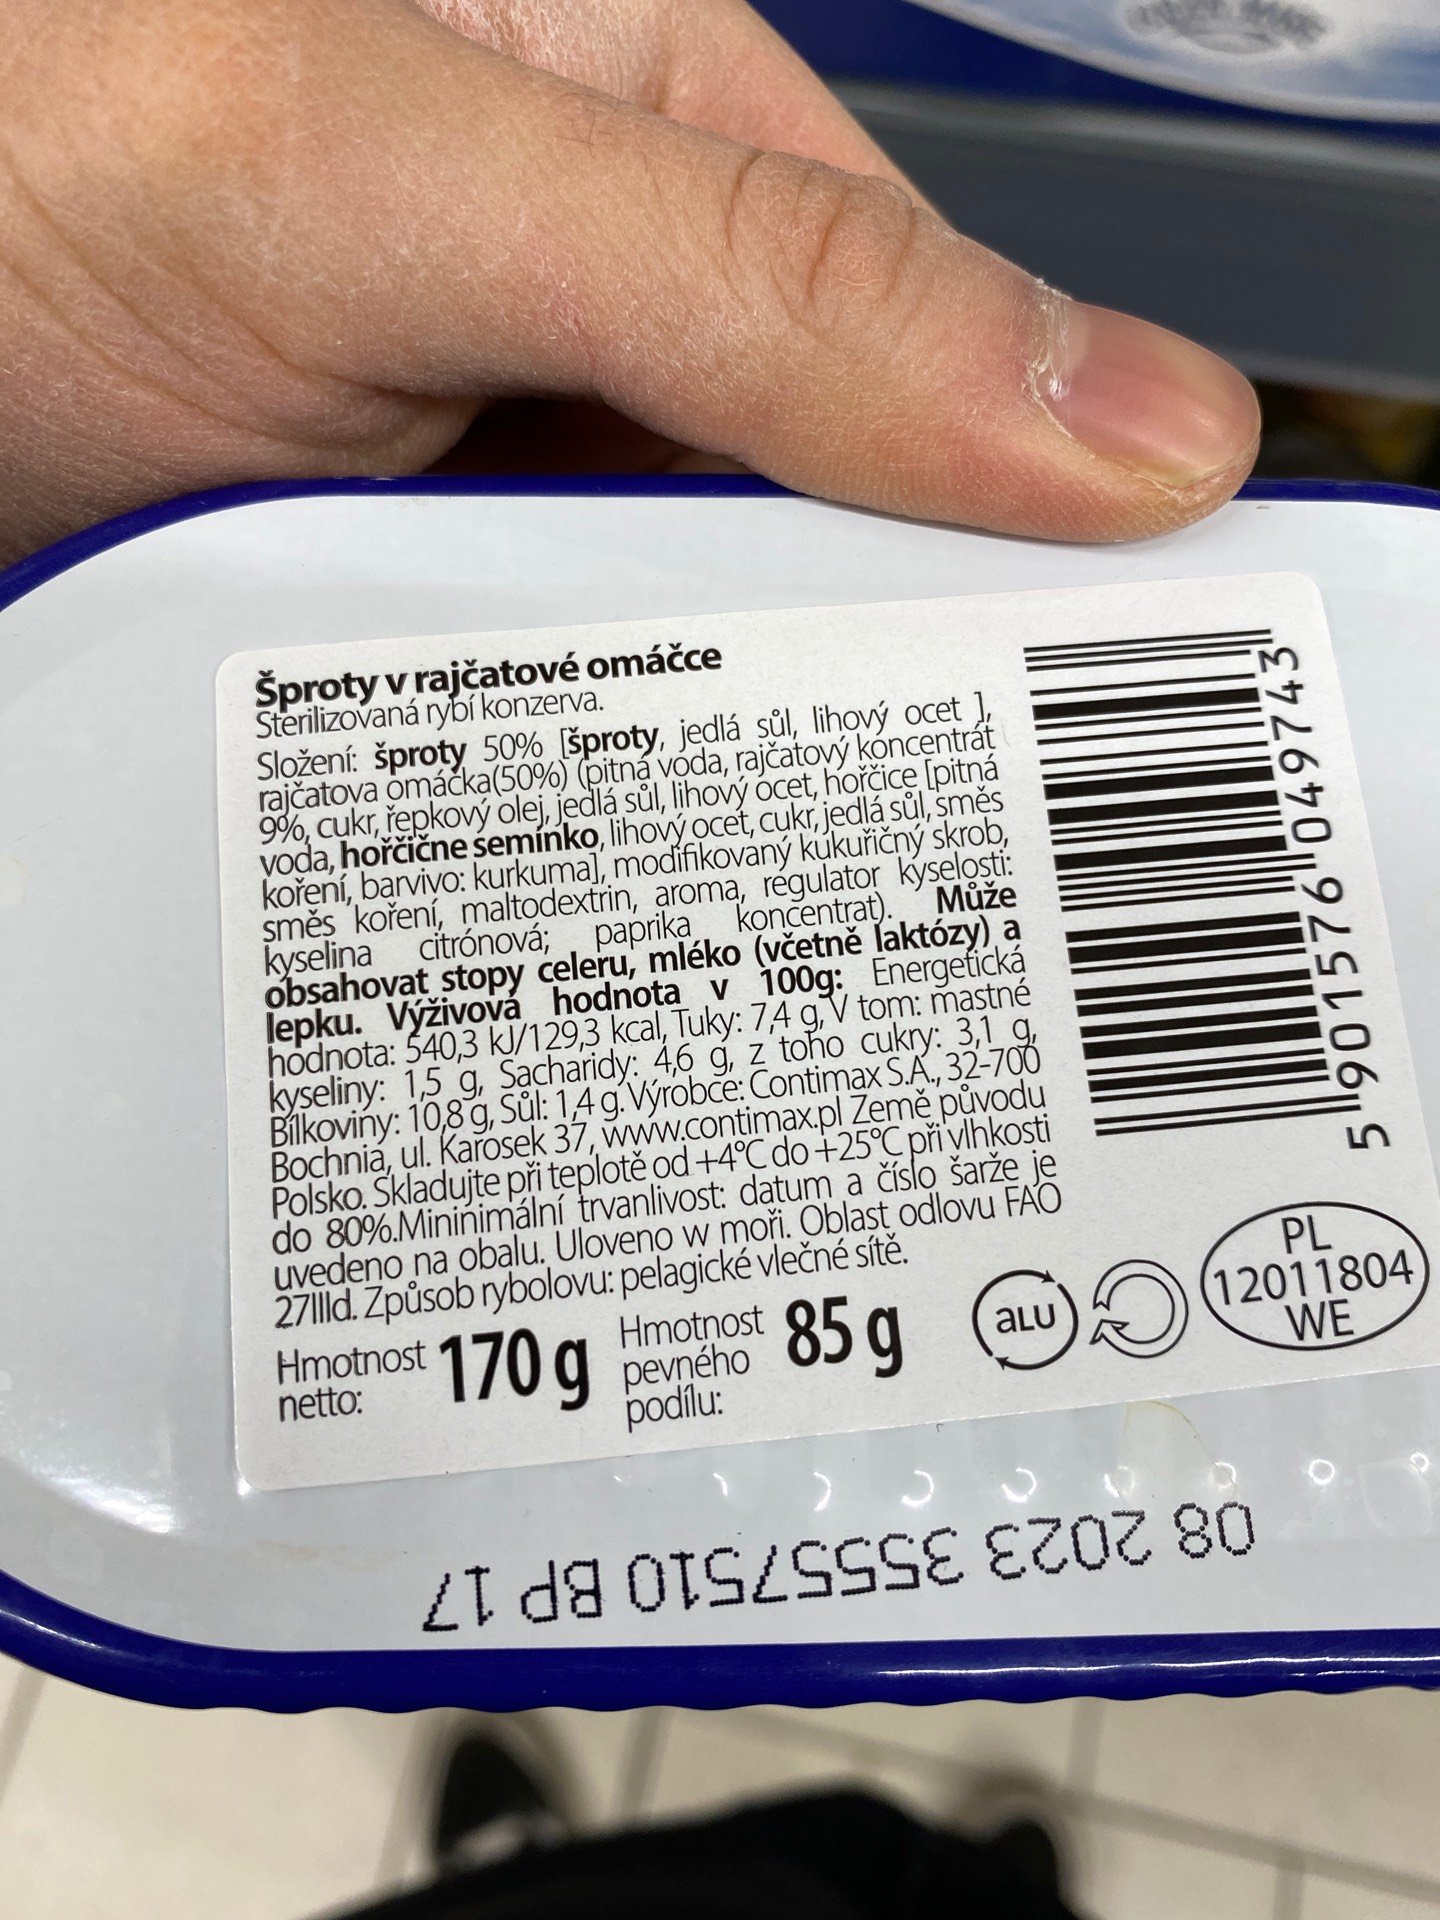 Šproty v rajčatové omáčce
Sterilizovaná rybí konzerva.
Složení: šproty 50% [šproty, jedlá sůl, lihový ocet ],
rajčatova omáčka(50%) (pitná voda, rajčatový koncentrát
9%, cukr, řepkový olej, jedlá sůl, lihový ocet, hořčice [pitná
voda, hořčične semínko, lihový ocet, cukr, jedlá sůl, směs
koření, barvivo: kurkuma], modifikovaný kukuřičný skrob,
směs koření, maltodextrin, aroma, regulator kyselosti:
kyselina citrónová; paprika koncentrat). Může
obsahovat stopy celeru, mléko (včetně laktózy) a
lepku. Výživová hodnota v 100g: Energetická
hodnota: 540,3 kJ/129,3 kcal, Tuky: 7,4 g, V tom: mastné
kyseliny: 1,5 g, Sacharidy: 4,6 g, z toho cukry: 3,1 g,
Bílkoviny: 10,8 g, Sůl: 1,4 g. Výrobce: Contimax S.A., 32-700
Bochnia, ul. Karosek 37, www.contimax.pl Země původu
Polsko. Skladujte při teplotě od +4°C do +25°C při vlhkosti
do 80%.Mininimální trvanlivost: datum a číslo šarže je
uvedeno na obalu. Uloveno w moři. Oblast odlovu FAO
27IIId. Způsob rybolovu: pelagické vlečné sítě.
Hmotnost netto: 170 g
Hmotnost pevného podílu: 85 g
aLU
PL
12011804
WE
5 901576 049743
08 2023 35557510 BP 17